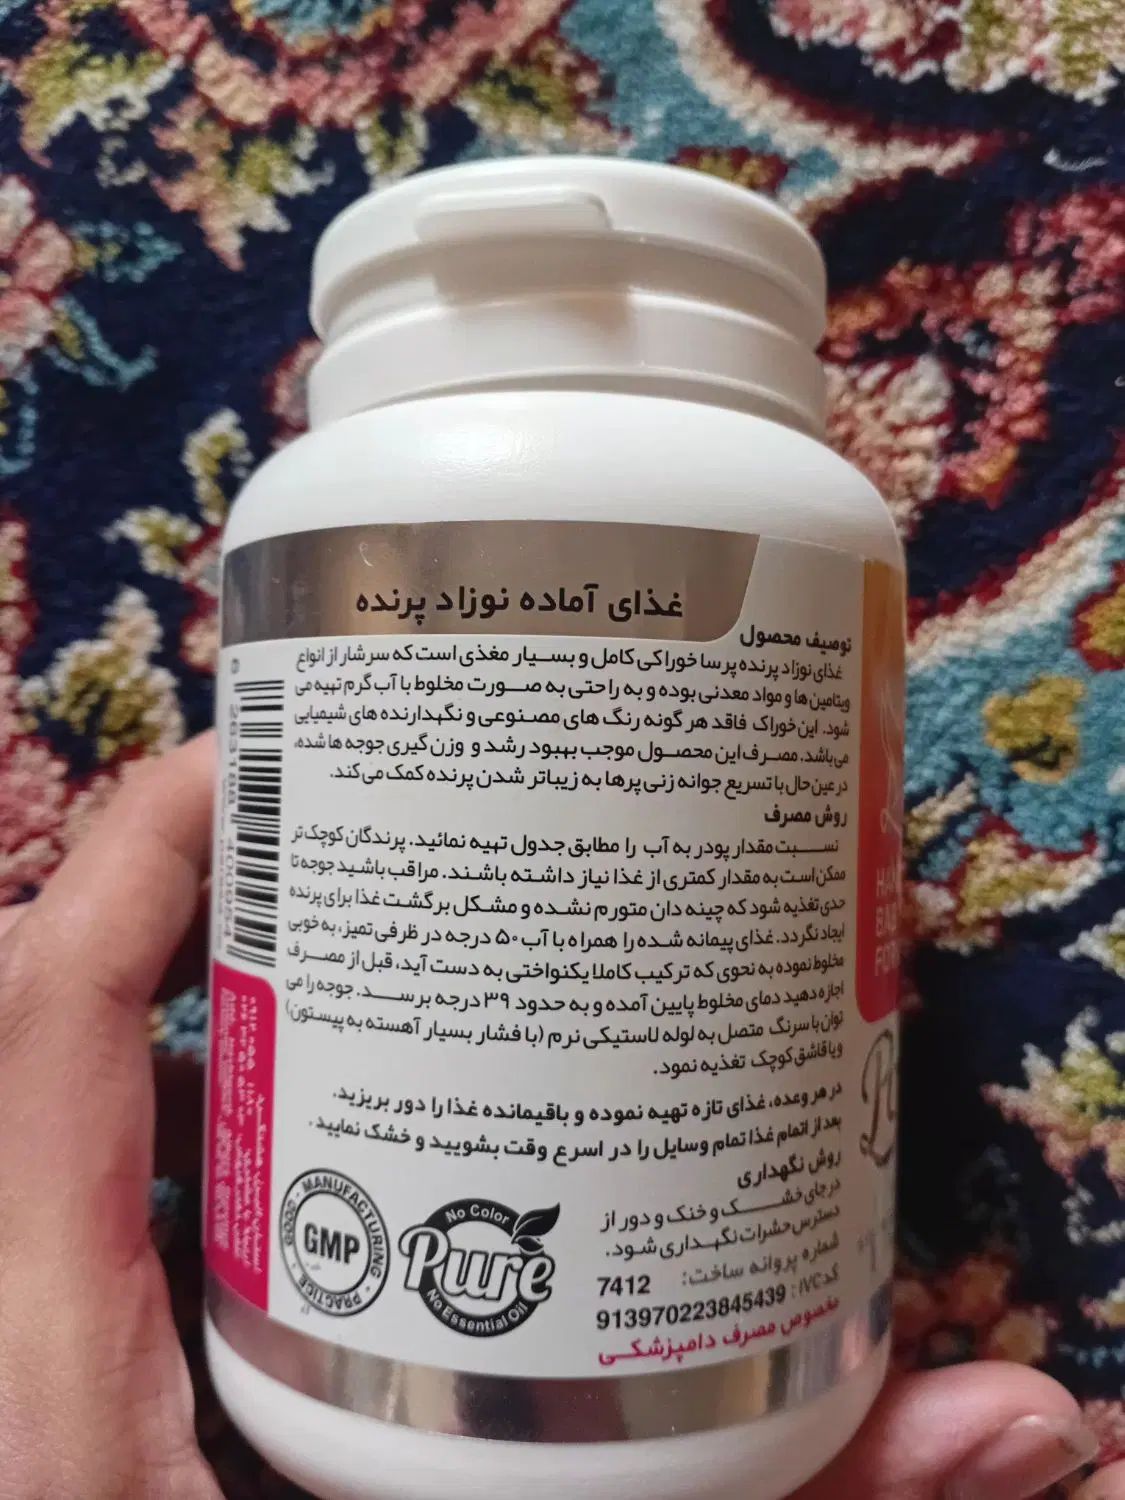 غذای آماده نوزاد پرنده
توصیف محصول
غذای نوزاد پرنده پرسا خوراکی کامل و بسیار مغذی است که سرشار از انواع
ویتامین ها و مواد معدنی بوده و به راحتی به صورت مخلوط با آب گرم تهیه می
شود. این خوراک فاقد هر گونه رنگ های مصنوعی و نگهدارنده های شیمیایی
می باشد. مصرف این محصول موجب بهبود رشد و وزن گیری جوجه ها شده،
در عین حال با تسریع جوانه زنی پرها به زیباتر شدن پرنده کمک می کند.
روش مصرف
نسبت مقدار پودر به آب را مطابق جدول تهیه نمائید. پرندگان کوچک تر
ممکن است به مقدار کمتری از غذا نیاز داشته باشند. مراقب باشید جوجه تا
حدی تغذیه شود که چینه دان متورم نشده و مشکل برگشت غذا برای پرنده
ایجاد نگردد. غذای پیمانه شده را همراه با آب ۵۰ درجه در ظرفی تمیز، به خوبی
مخلوط نموده به نحوی که ترکیب کاملا یکنواختی به دست آید، قبل از مصرف
اجازه دهید دمای مخلوط پایین آمده و به حدود ۳۹ درجه برسد. جوجه را می
توان با سرنگ متصل به لوله لاستیکی نرم (با فشار بسیار آهسته به پیستون)
و یا قاشق کوچک تغذیه نمود.
در هر وعده، غذای تازه تهیه نموده و باقیمانده غذا را دور بریزید.
بعد از اتمام غذا تمام وسایل را در اسرع وقت بشویید و خشک نمایید.
روش نگهداری
در جای خشک و خنک و دور از
دسترس حشرات نگهداری شود.
شماره پروانه ساخت: 7412
کد IVC: 913970223845439
مخصوص مصرف دامپزشکی
No Color
Pure
No Essential Oil
GOOD MANUFACTURING PRACTICE
GMP